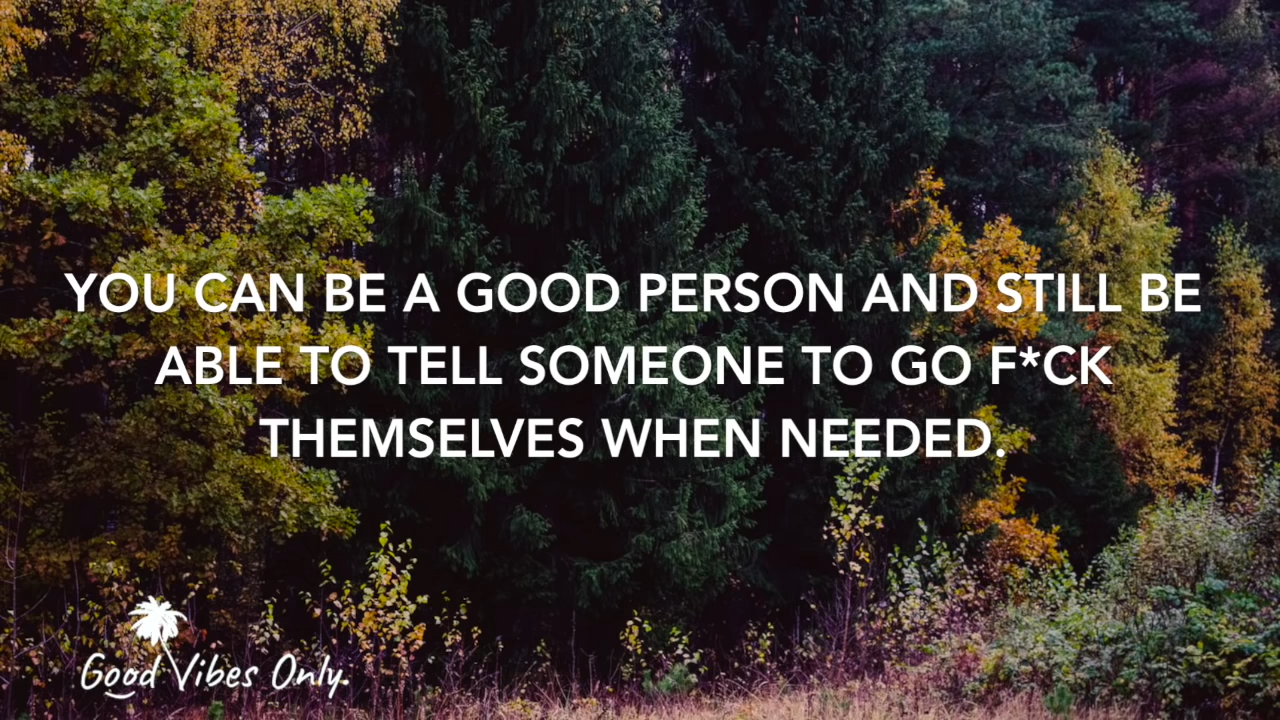 YOU CAN BE A GOOD PERSON AND STILL BE
ABLE TO TELL SOMEONE TO GO F*CK
THEMSELVES WHEN NEEDED.
Good Vibes Only.